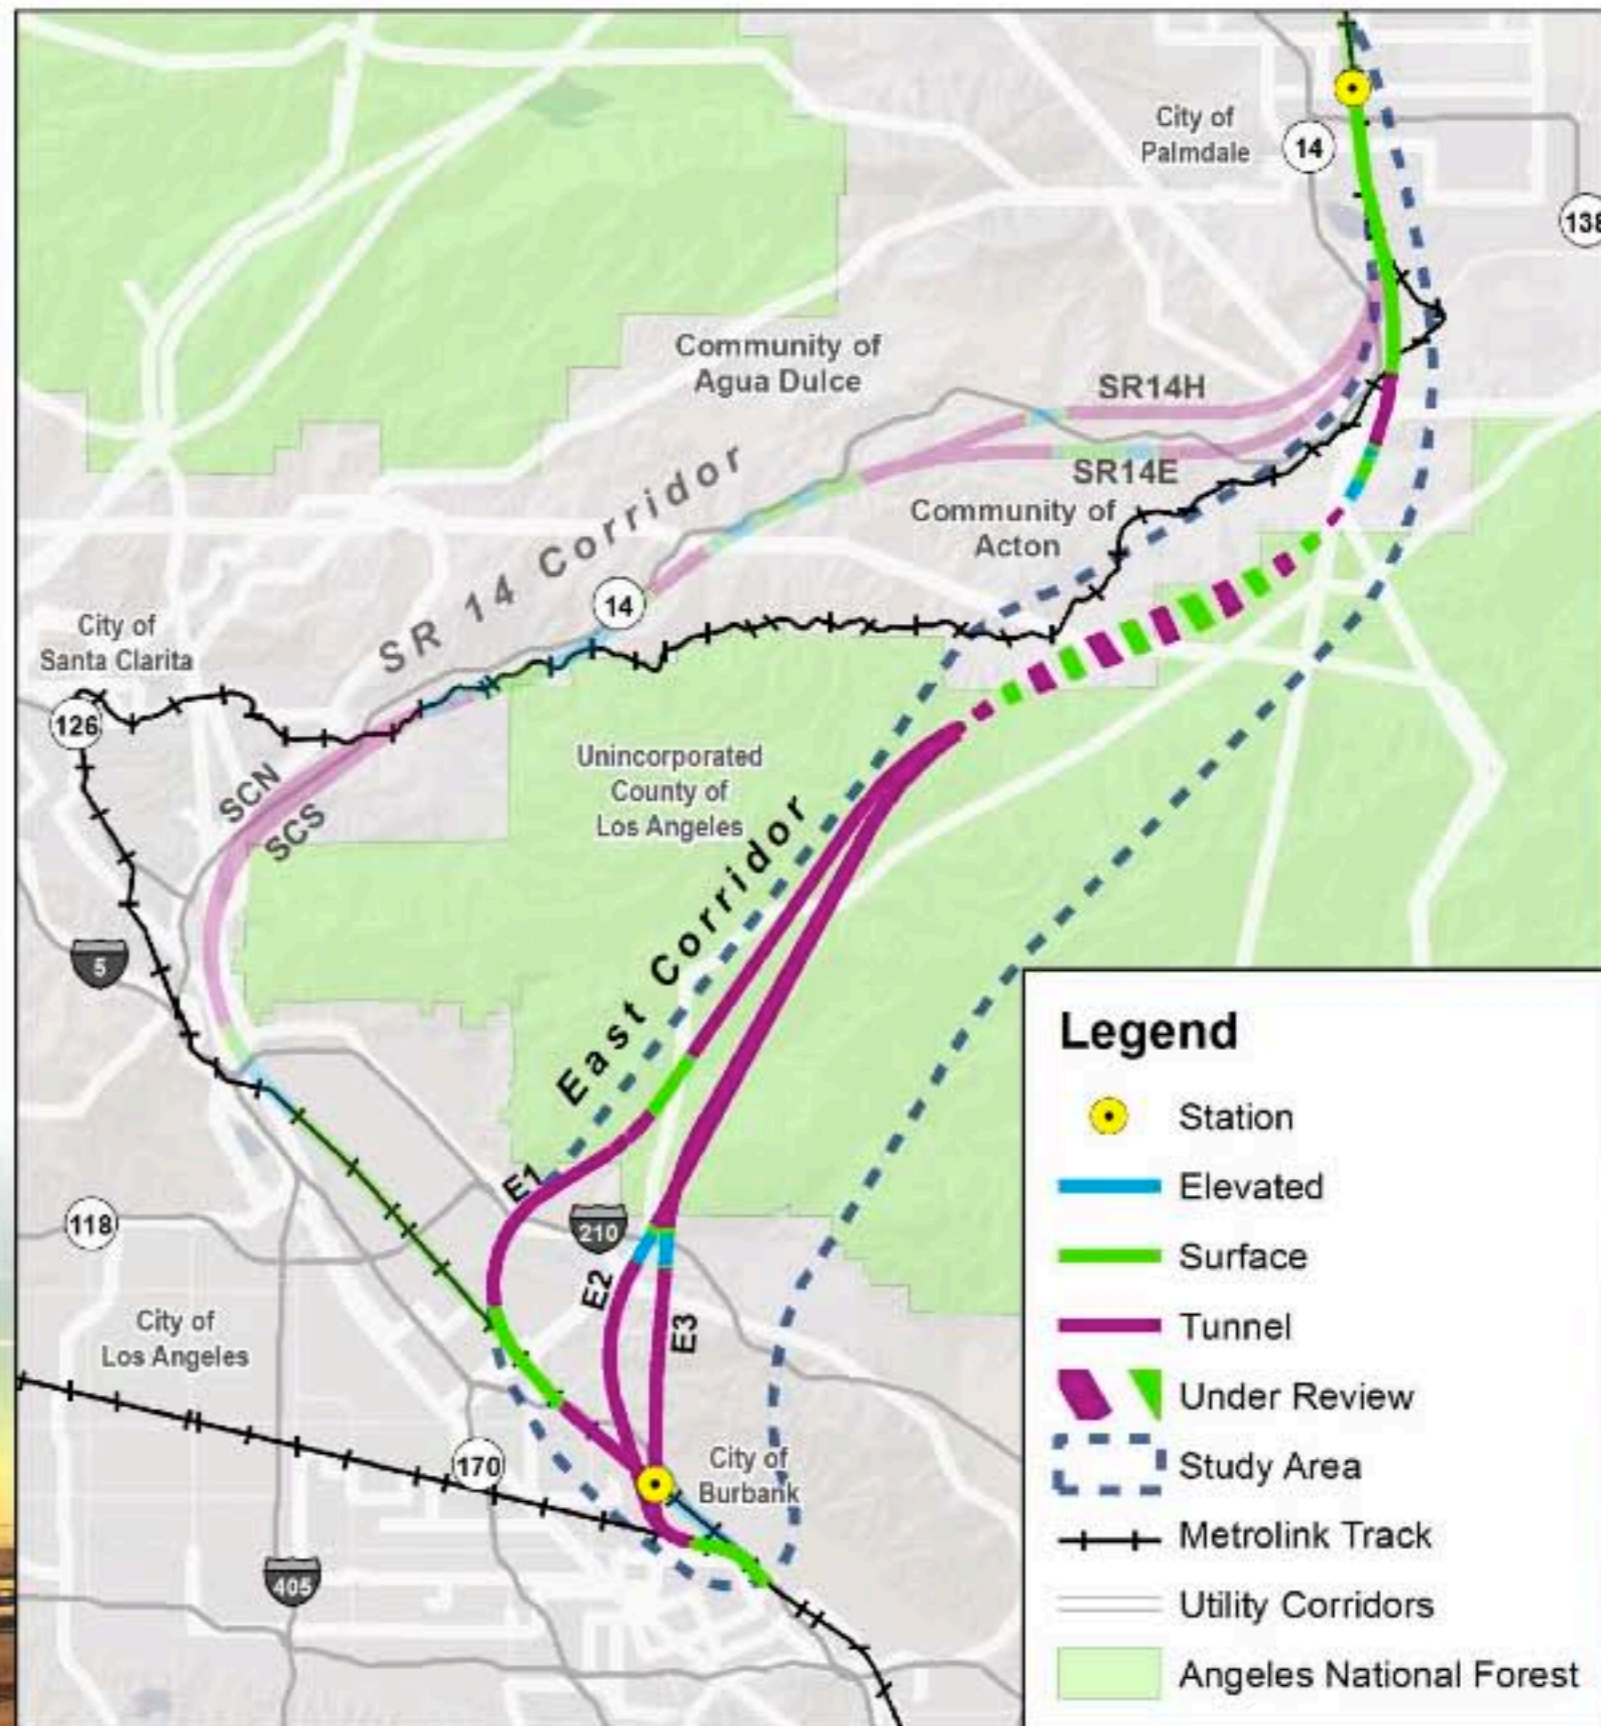 City of
Palmdale
14
138
Community of
Agua Dulce
SR14H
SR14E
SR 14 Corridor
Community of
Acton
14
City of
Santa Clarita
126
SCN
SCS
Unincorporated
County of
Los Angeles
East Corridor
5
E1
118
210
E2
E3
City of
Los Angeles
170
City of
Burbank
405
Legend
Station
Elevated
Surface
Tunnel
Under Review
Study Area
Metrolink Track
Utility Corridors
Angeles National Forest